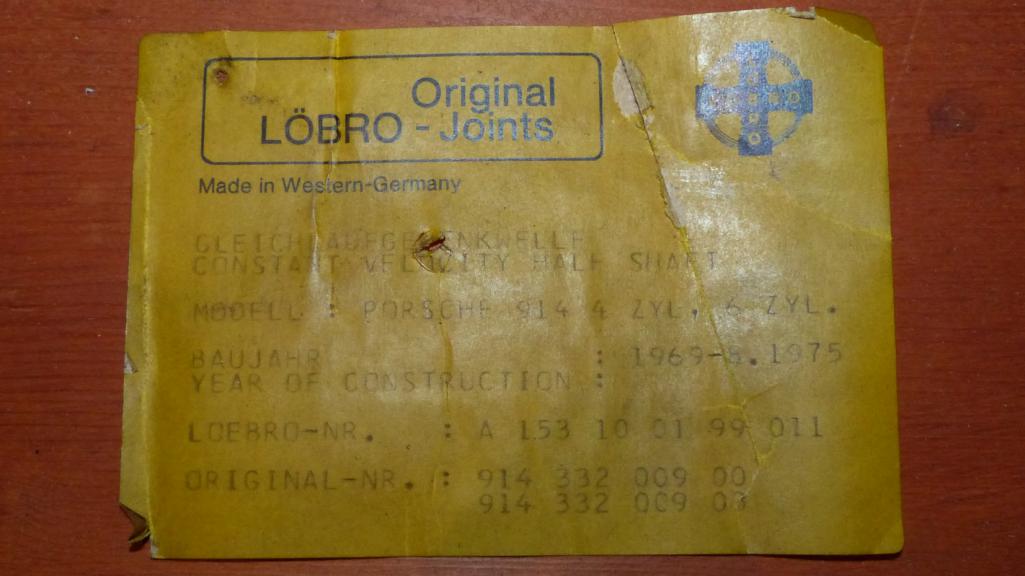 Original
LÖBRO - Joints
LÖBRO
Made in Western-Germany
GLEICHLAUFGELENKWELLE
CONSTANT VELOCITY HALF SHAFT
MODELL : PORSCHE 914 4 ZYL. 6 ZYL.
BAUJAHR : 1969-8.1975
YEAR OF CONSTRUCTION :
LOEBRO-NR. : A 153 10 01 99 011
ORIGINAL-NR. : 914 332 009 00
914 332 009 03